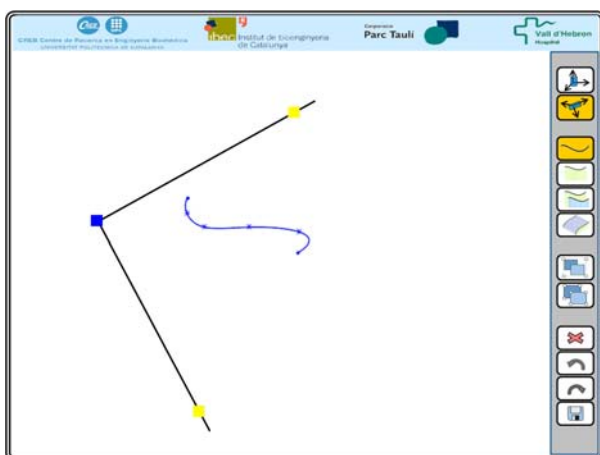 CREB Centre de Recerca en Enginyeria Biomèdica
UNIVERSITAT POLITÈCNICA DE CATALUNYA
ibec
Institut de bioenginyeria
de Catalunya
Corporació
Parc Taulí
Vall d'Hebron
Hospital